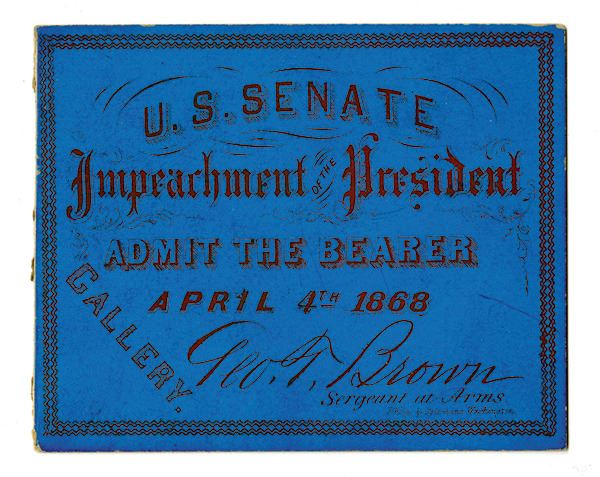 U. S. SENATE
Impeachment OF THE President
ADMIT THE BEARER
APRIL 4TH 1868
GALLERY.
Geo. T. Brown
Sergeant at Arms